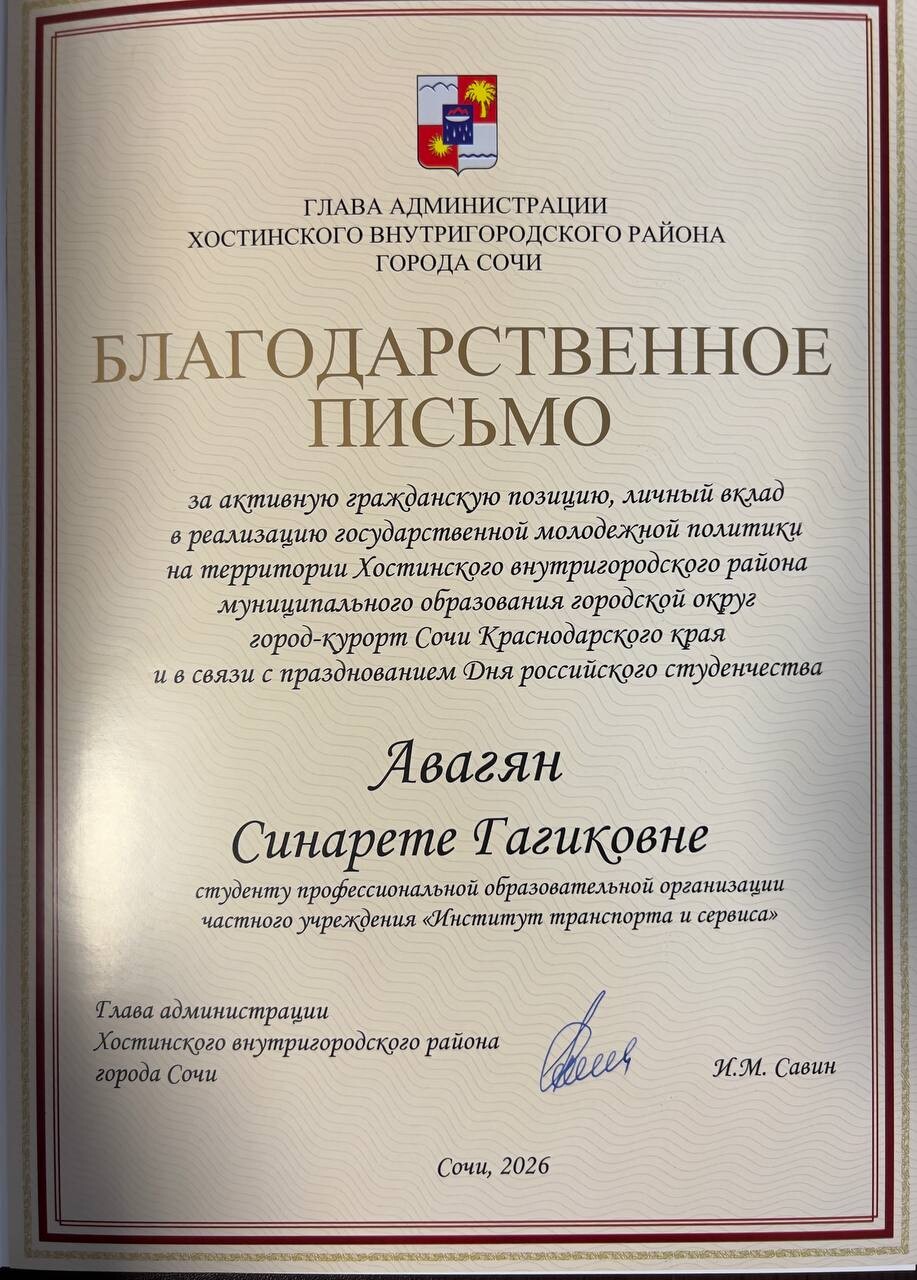 ГЛАВА АДМИНИСТРАЦИИ
ХОСТИНСКОГО ВНУТРИГОРОДСКОГО РАЙОНА
ГОРОДА СОЧИ
БЛАГОДАРСТВЕННОЕ
ПИСЬМО
за активную гражданскую позицию, личный вклад
в реализацию государственной молодежной политики
на территории Хостинского внутригородского района
муниципального образования городской округ
город-курорт Сочи Краснодарского края
и в связи с празднованием Дня российского студенчества
Авагян
Синарете Гагиковне
студенту профессиональной образовательной организации
частного учреждения «Институт транспорта и сервиса»
Глава администрации
Хостинского внутригородского района
города Сочи
И.М. Савин
Сочи, 2026